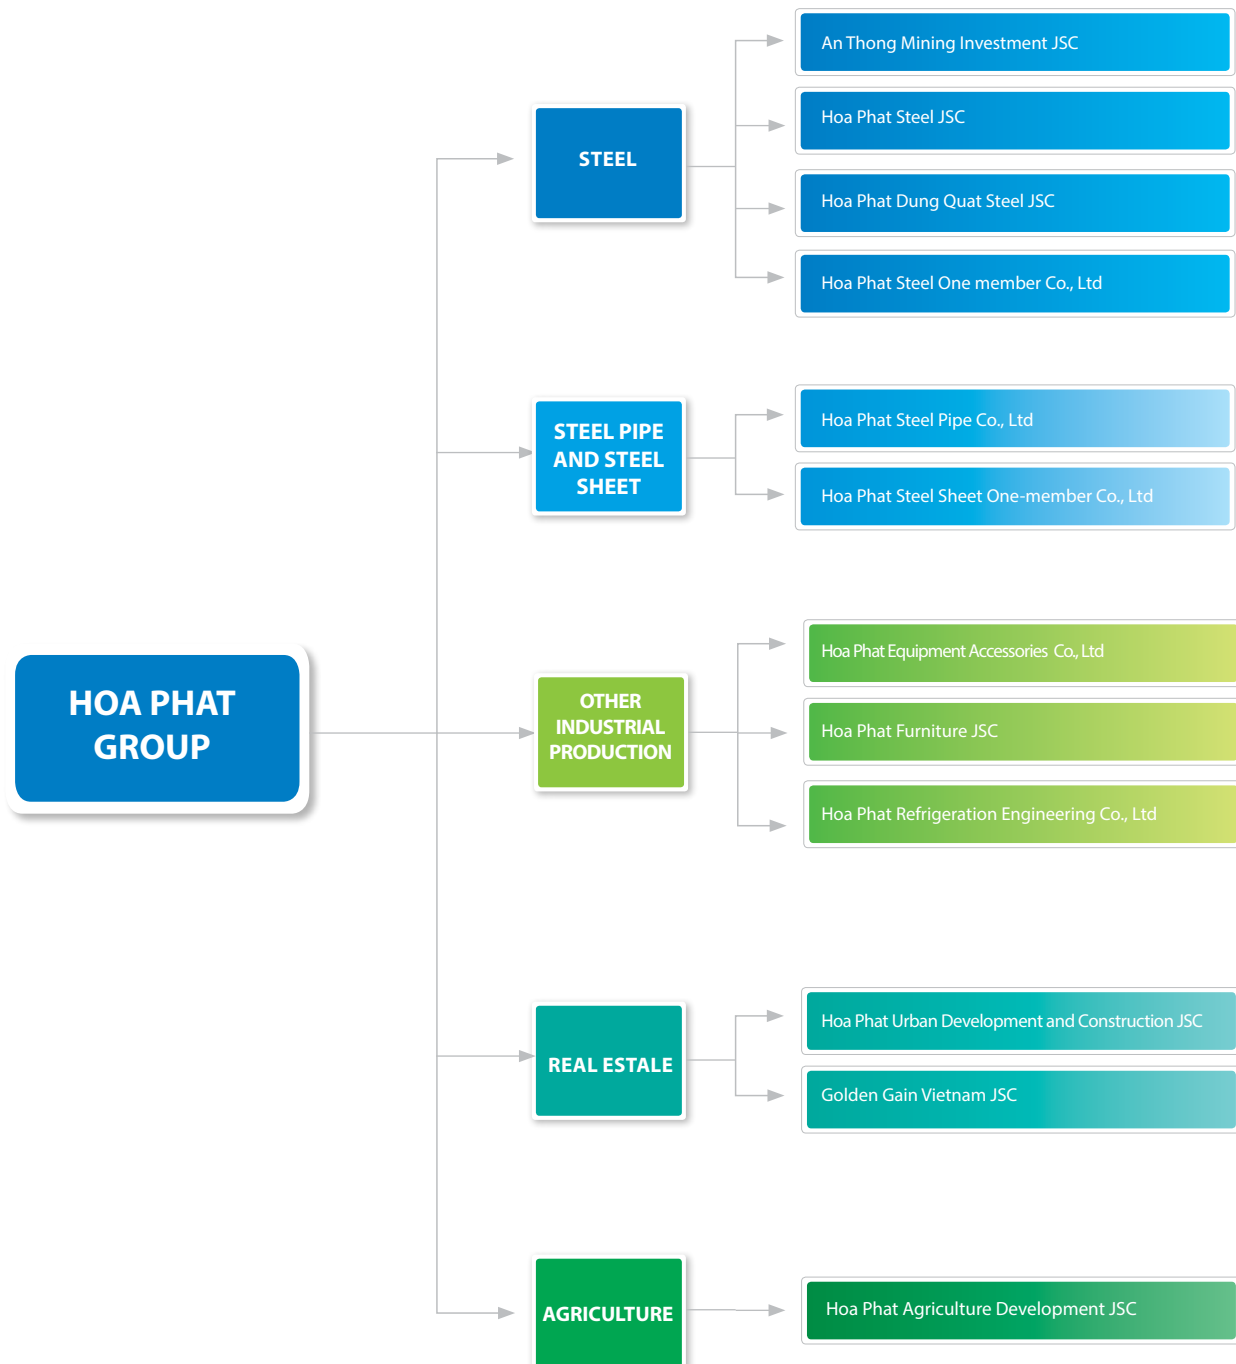 HOA PHAT
GROUP
STEEL
An Thong Mining Investment JSC
Hoa Phat Steel JSC
Hoa Phat Dung Quat Steel JSC
Hoa Phat Steel One member Co., Ltd
STEEL PIPE
AND STEEL
SHEET
Hoa Phat Steel Pipe Co., Ltd
Hoa Phat Steel Sheet One-member Co., Ltd
OTHER
INDUSTRIAL
PRODUCTION
Hoa Phat Equipment Accessories Co., Ltd
Hoa Phat Furniture JSC
Hoa Phat Refrigeration Engineering Co., Ltd
REAL ESTALE
Hoa Phat Urban Development and Construction JSC
Golden Gain Vietnam JSC
AGRICULTURE
Hoa Phat Agriculture Development JSC